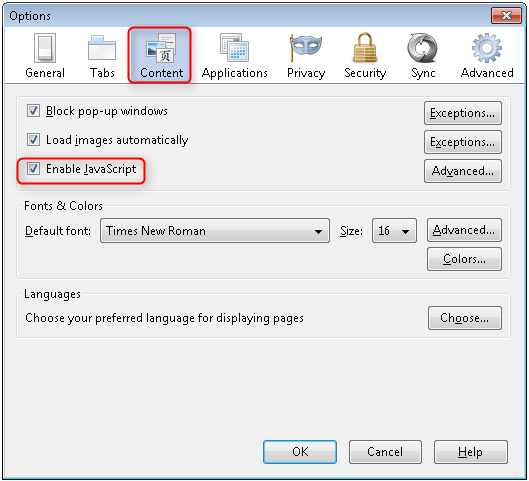 Options
General Tabs Content Applications Privacy Security Sync Advanced
页
Block pop-up windows Exceptions...
Load images automatically Exceptions...
Enable JavaScript Advanced...
Fonts & Colors
Default font: Times New Roman Size: 16 Advanced...
Colors...
Languages
Choose your preferred language for displaying pages Choose...
OK Cancel Help